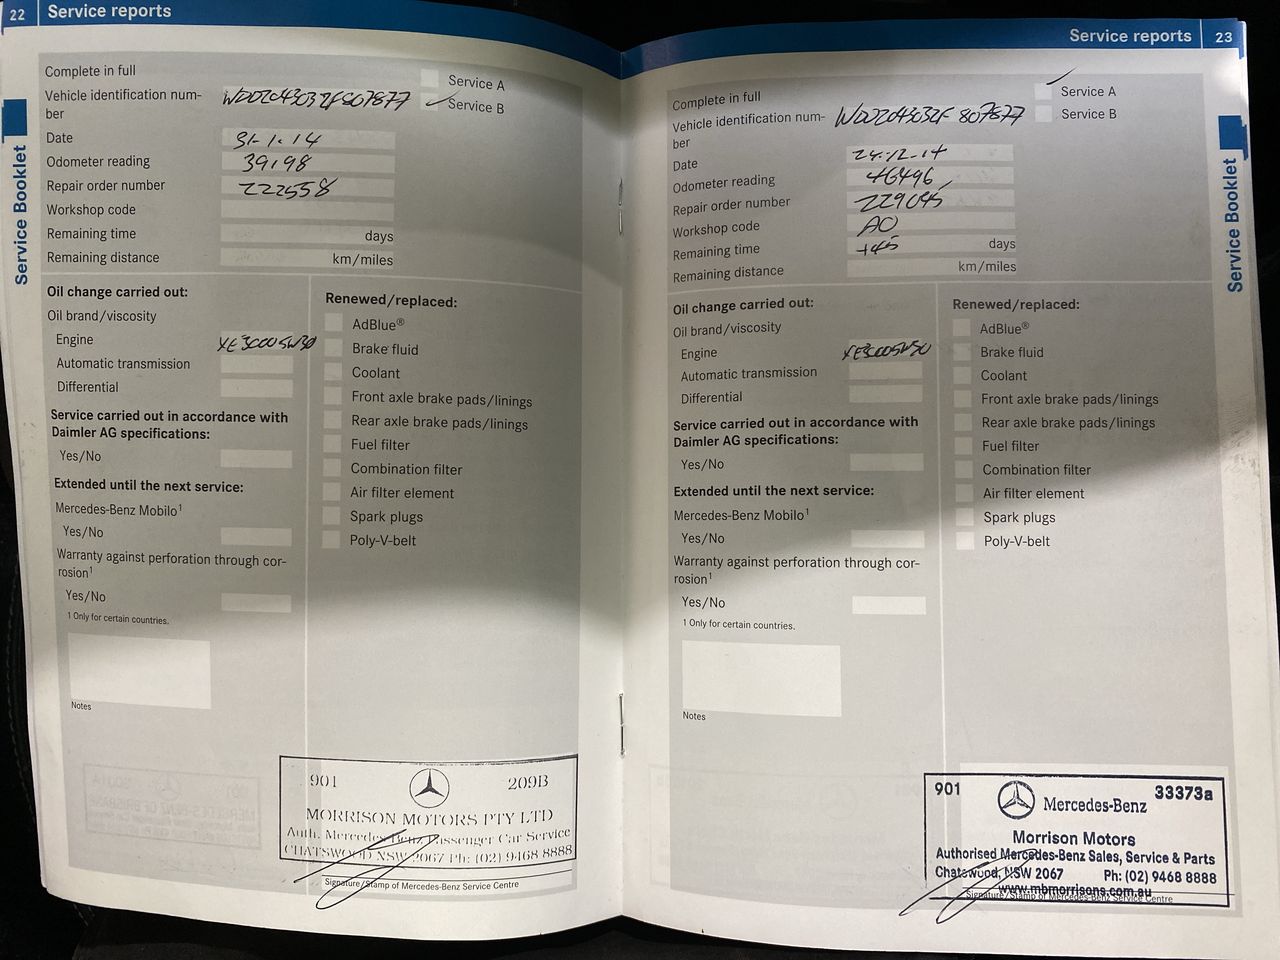 22 Service reports
Complete in full
Service A
Vehicle identification num-
ber
WDD2043032F807877
Service B
Date 31.1.14
Odometer reading 39198
Repair order number 222558
Workshop code
Remaining time days
Remaining distance km/miles
Oil change carried out:
Oil brand/viscosity
Engine
Automatic transmission
Differential
Service carried out in accordance with
Daimler AG specifications:
Yes/No
Extended until the next service:
Mercedes-Benz Mobilo¹
Yes/No
Warranty against perforation through cor-
rosion¹
Yes/No
1 Only for certain countries.
Notes
Renewed/replaced:
AdBlue®
Brake fluid
Coolant
Front axle brake pads/linings
Rear axle brake pads/linings
Fuel filter
Combination filter
Air filter element
Spark plugs
Poly-V-belt
901 209B
MORRISON MOTORS PTY LTD
Auth. Mercedes-Benz Passenger Car Service
CHATSWOOD NSW 2067 Ph: (02) 9468 8888
Signature/Stamp of Mercedes-Benz Service Centre
Service Booklet
Service reports 23
Complete in full
Service A
Vehicle identification num-
ber
WDD2043032F807877
Service B
Date 24.12.14
Odometer reading 46496
Repair order number 229045
Workshop code AO
Remaining time +45 days
Remaining distance km/miles
Oil change carried out:
Oil brand/viscosity
Engine
Automatic transmission
Differential
Service carried out in accordance with
Daimler AG specifications:
Yes/No
Extended until the next service:
Mercedes-Benz Mobilo¹
Yes/No
Warranty against perforation through cor-
rosion¹
Yes/No
1 Only for certain countries.
Notes
Renewed/replaced:
AdBlue®
Brake fluid
Coolant
Front axle brake pads/linings
Rear axle brake pads/linings
Fuel filter
Combination filter
Air filter element
Spark plugs
Poly-V-belt
901 Mercedes-Benz 33373a
Morrison Motors
Authorised Mercedes-Benz Sales, Service & Parts
Chatswood, NSW 2067 Ph: (02) 9468 8888
www.mbmorrisons.com.au
Signature/Stamp of Mercedes-Benz Service Centre
Service Booklet